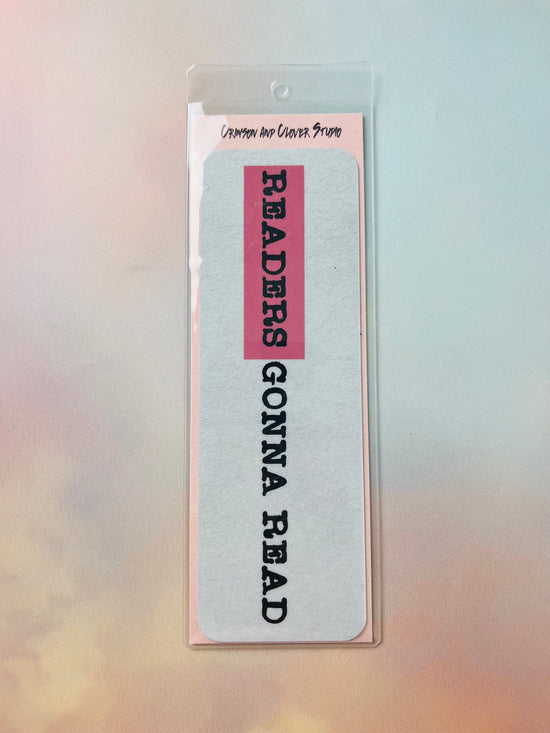 CRIMSON AND CLOVER STUDIO
READERS GONNA READ